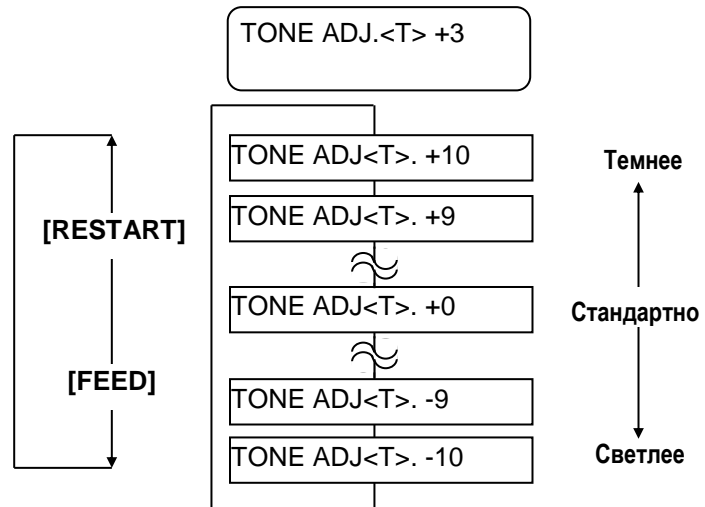 TONE ADJ.<T> +3
TONE ADJ<T>. +10
Темнее
TONE ADJ<T>. +9
[RESTART]
TONE ADJ<T>. +0
Стандартно
[FEED]
TONE ADJ<T>. -9
TONE ADJ<T>. -10
Светлее